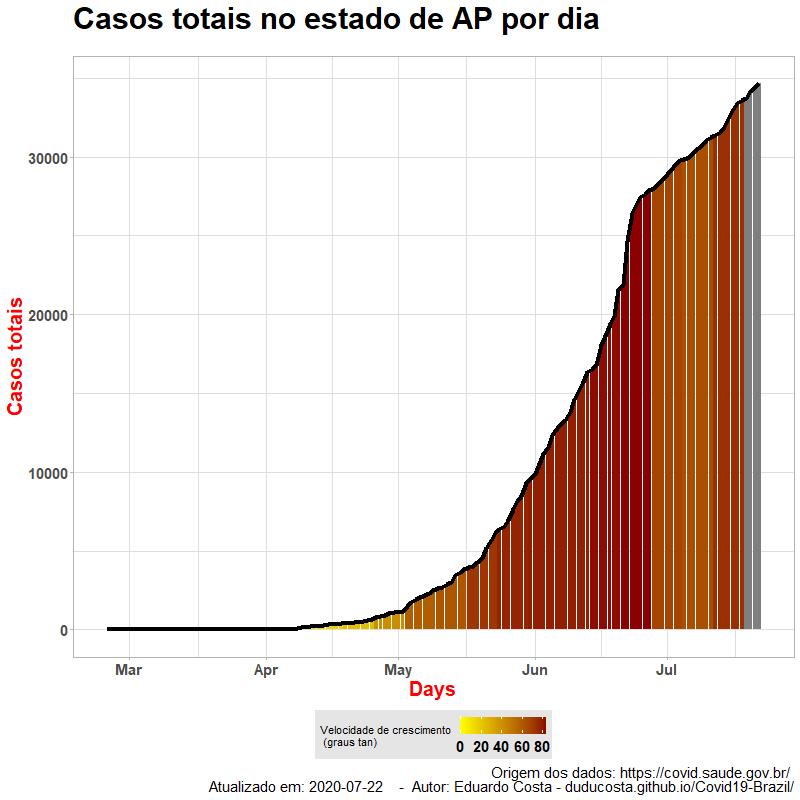 Casos totais no estado de AP por dia
30000
20000
10000
0
Casos totais
Mar Apr May Jun Jul
Days
Velocidade de crescimento
(graus tan)
0 20 40 60 80
Origem dos dados: https://covid.saude.gov.br/
Atualizado em: 2020-07-22 - Autor: Eduardo Costa - duducosta.github.io/Covid19-Brazil/